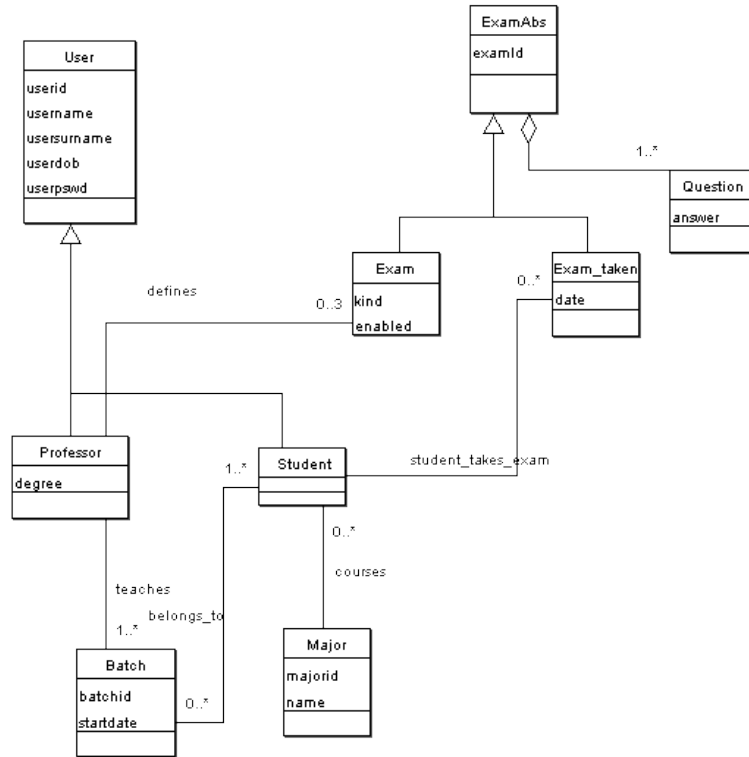 ExamAbs
examId
User
userid
username
usersurname
userdob
userpswd
1..*
Question
answer
Exam
kind
enabled
Exam_taken
date
0..*
defines
0..3
Professor
degree
1..*
Student
student_takes_exam
0..*
courses
teaches
belongs_to
1..*
Batch
batchid
startdate
0..*
Major
majorid
name